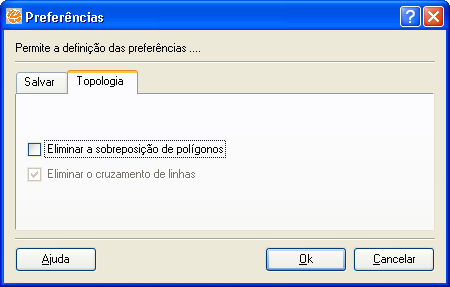 Preferências
Permite a definição das preferências ....
Salvar Topologia
Eliminar a sobreposição de polígonos
Eliminar o cruzamento de linhas
Ajuda Ok Cancelar